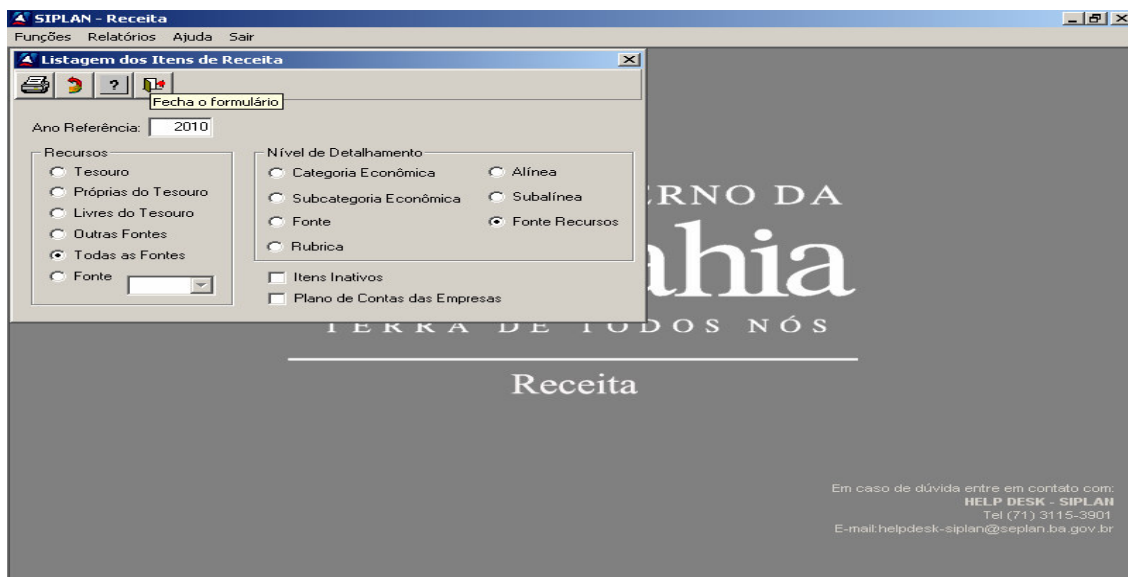 SIPLAN - Receita
Funções Relatórios Ajuda Sair
Listagem dos Itens de Receita
?
Fecha o formulário
Ano Referência: 2010
Recursos
Tesouro
Próprias do Tesouro
Livres do Tesouro
Outras Fontes
Todas as Fontes
Fonte
Nível de Detalhamento
Categoria Econômica
Subcategoria Econômica
Fonte
Rubrica
Alínea
Subalínea
Fonte Recursos
Itens Inativos
Plano de Contas das Empresas
RNO DA
ahia
TERRA DE TODOS NÓS
Receita
Em caso de dúvida entre em contato com:
HELP DESK - SIPLAN
Tel (71) 3115-3901
E-mail:helpdesk-siplan@seplan.ba.gov.br